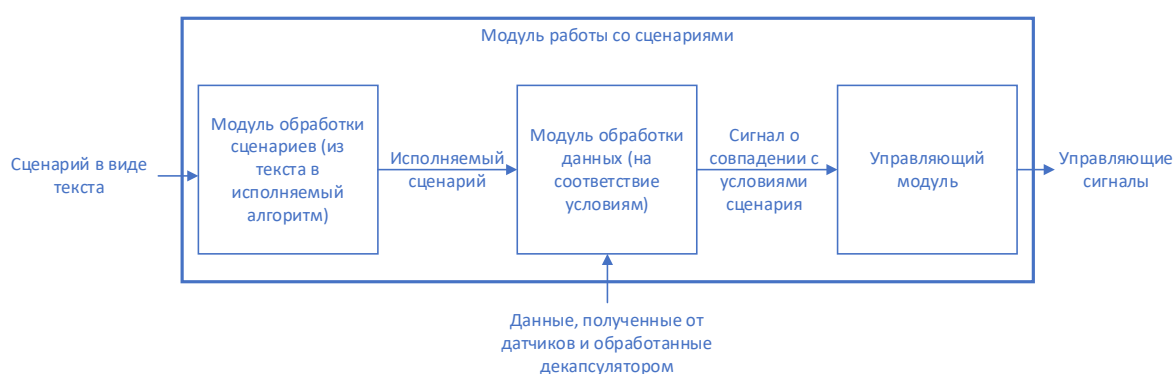 Модуль работы со сценариями
Сценарий в виде
текста
Модуль обработки
сценариев (из
текста в
исполняемый
алгоритм)
Исполняемый
сценарий
Модуль обработки
данных (на
соответствие
условиям)
Сигнал о
совпадении с
условиями
сценария
Управляющий
модуль
Управляющие
сигналы
Данные, полученные от
датчиков и обработанные
декапсулятором